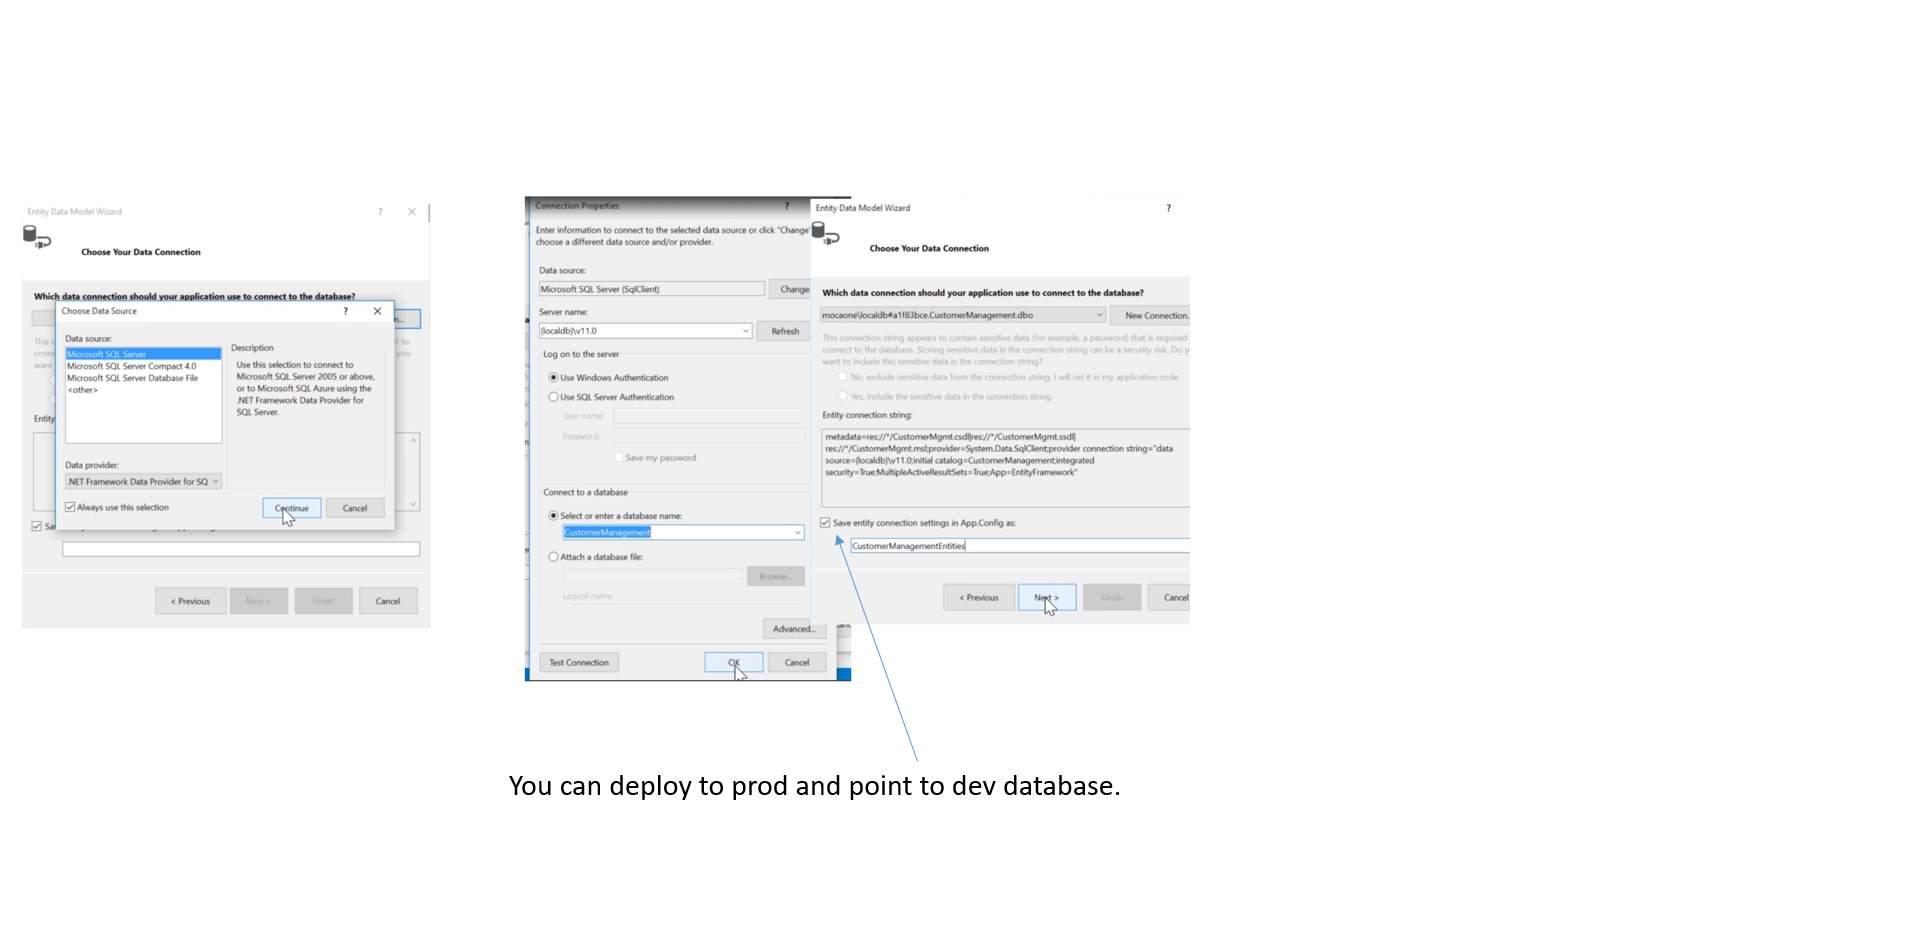 Entity Data Model Wizard
?
Choose Your Data Connection
Which data connection should your application use to connect to the database?
Choose Data Source
?
Data source:
Microsoft SQL Server
Microsoft SQL Server Compact 4.0
Microsoft SQL Server Database File
<other>
Description
Use this selection to connect to
Microsoft SQL Server 2005 or above,
or to Microsoft SQL Azure using the
.NET Framework Data Provider for
SQL Server.
Data provider:
.NET Framework Data Provider for SQ
Always use this selection
Continue
Cancel
Entity
< Previous
Next >
Finish
Cancel
Connection Properties
?
Enter information to connect to the selected data source or click "Change"
choose a different data source and/or provider.
Data source:
Microsoft SQL Server (SqlClient)
Change.
Server name:
(localdb)\v11.0
Refresh
Log on to the server
Use Windows Authentication
Use SQL Server Authentication
User name:
Password:
Save my password
Connect to a database
Select or enter a database name:
CustomerManagement
Attach a database file:
Browse...
Logical name:
Advanced...
Test Connection
OK
Cancel
Entity Data Model Wizard
?
Choose Your Data Connection
Which data connection should your application use to connect to the database?
mocaone\localdb#a1f83bce.CustomerManagement.dbo
New Connection.
This connection string appears to contain sensitive data (for example, a password) that is required
connect to the database. Storing sensitive data in the connection string can be a security risk. Do y
want to include this sensitive data in the connection string?
No, exclude sensitive data from the connection string. I will set it in my application code.
Yes, include the sensitive data in the connection string.
Entity connection string:
metadata=res://*/CustomerMgmt.csdl|res://*/CustomerMgmt.ssdl|
res://*/CustomerMgmt.msl;provider=System.Data.SqlClient;provider connection string="data
source=(localdb)\v11.0;initial catalog=CustomerManagement;integrated
security=True;MultipleActiveResultSets=True;App=EntityFramework"
Save entity connection settings in App.Config as:
CustomerManagementEntities
< Previous
Next >
Finish
Cancel
You can deploy to prod and point to dev database.